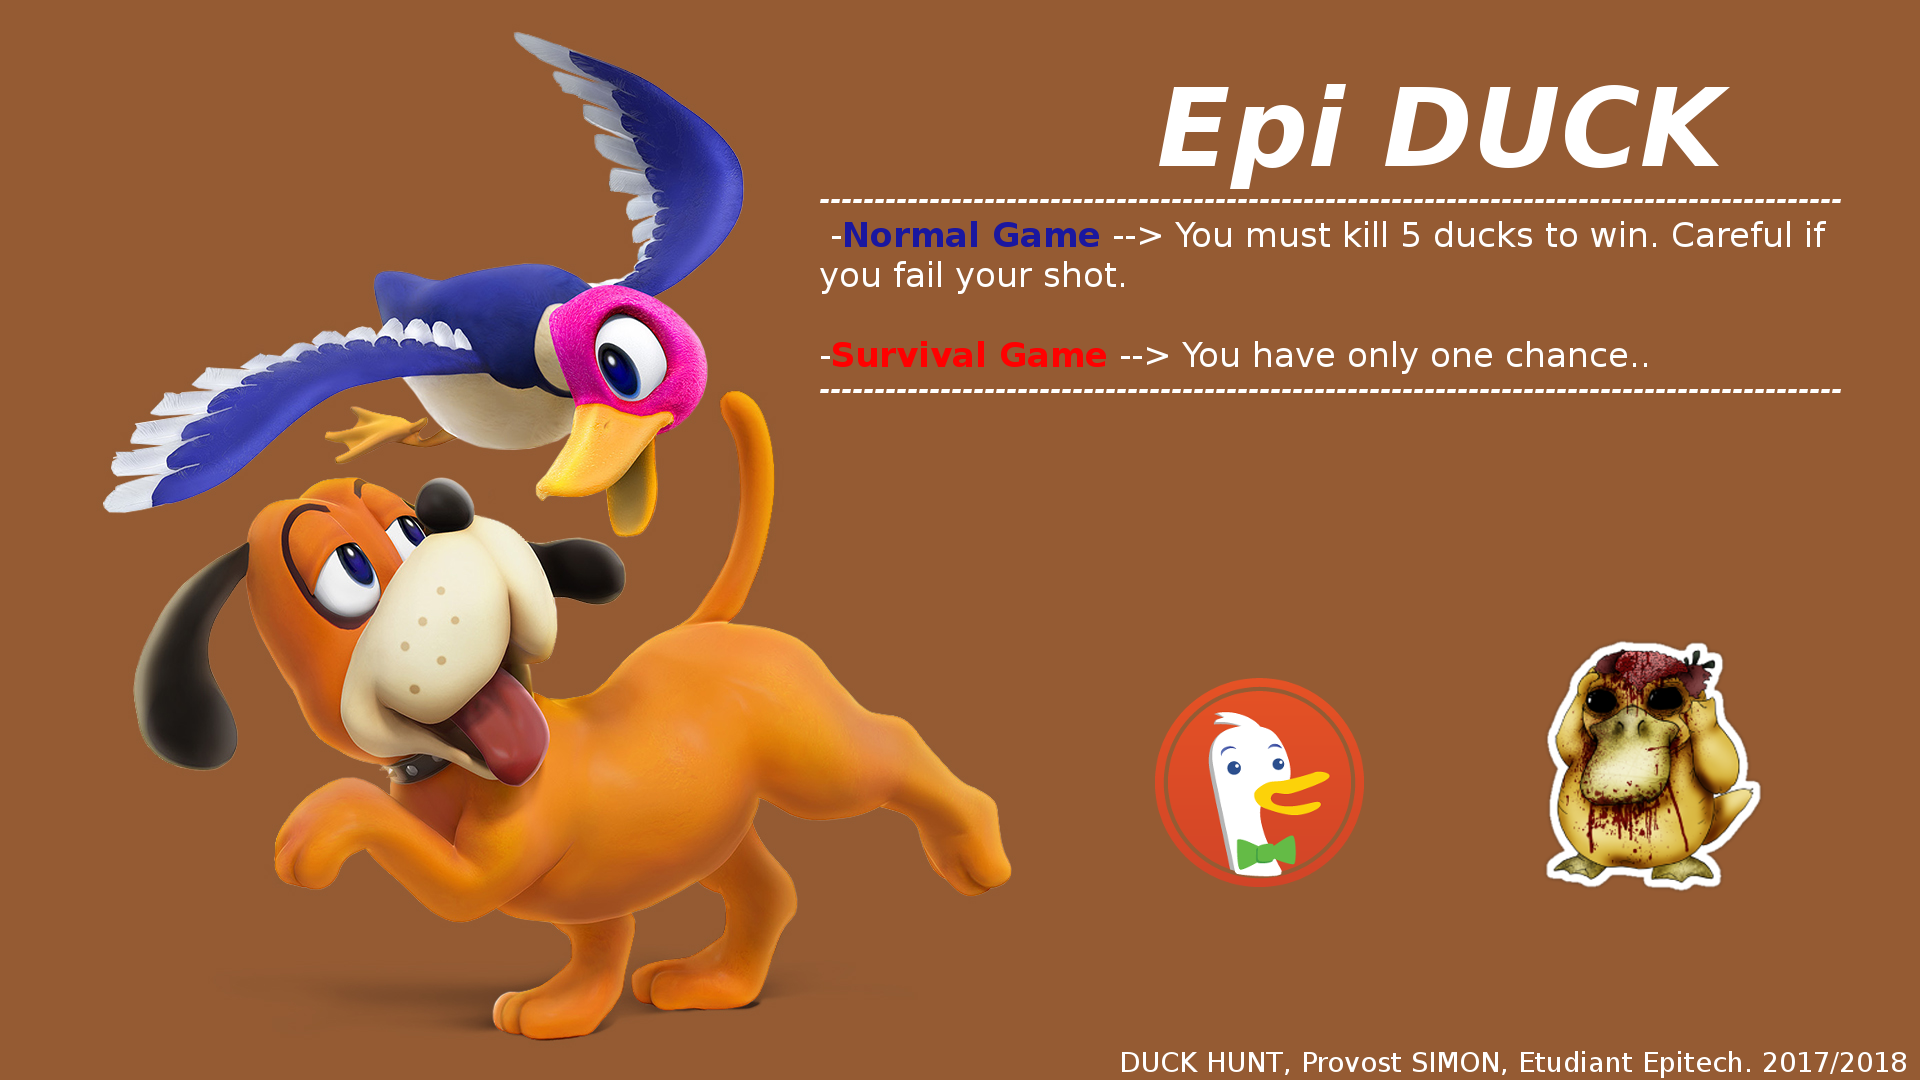 Epi DUCK
--------------------------------------------------------------------------------------------
-Normal Game --> You must kill 5 ducks to win. Careful if
you fail your shot.
-Survival Game --> You have only one chance..
--------------------------------------------------------------------------------------------
DUCK HUNT, Provost SIMON, Etudiant Epitech. 2017/2018